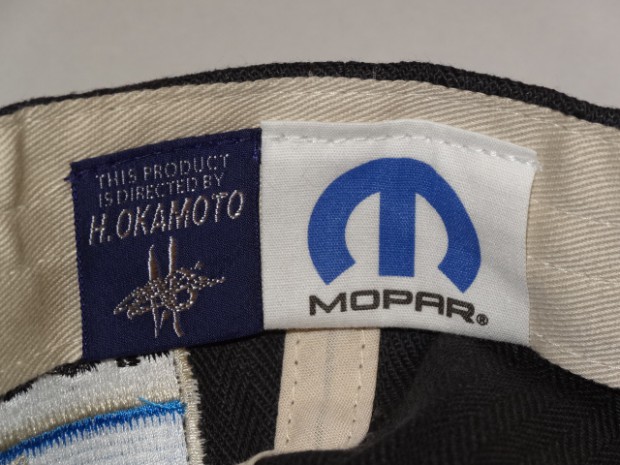 THIS PRODUCT
IS DIRECTED BY
H.OKAMOTO
MOPAR®